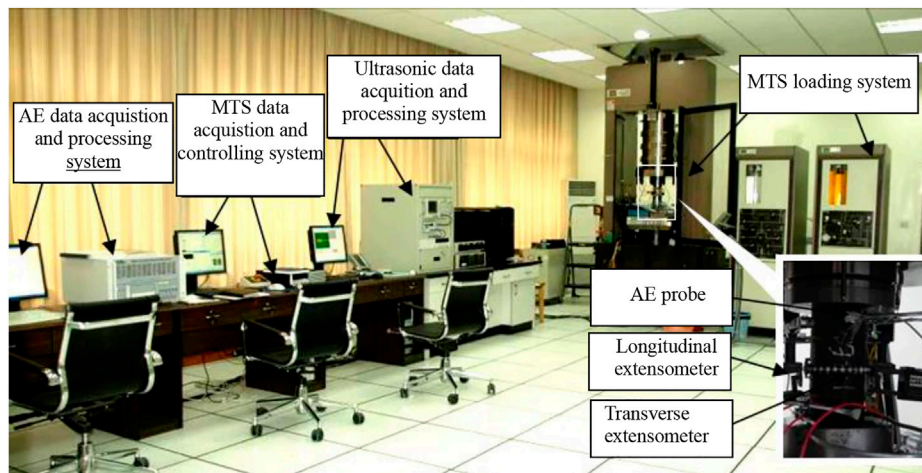 AE data acquistion
and processing
system
MTS data
acquistion and
controlling system
Ultrasonic data
acqution and
processing system
MTS loading system
AE probe
Longitudinal
extensometer
Transverse
extensometer